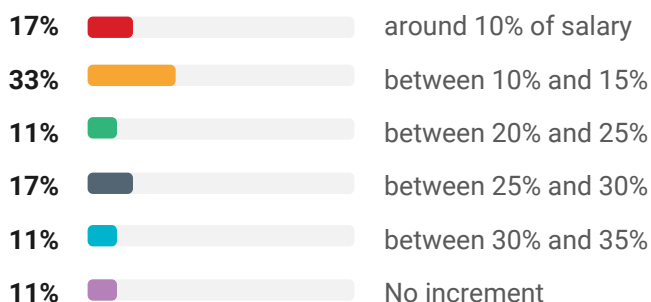 17% around 10% of salary
33% between 10% and 15%
11% between 20% and 25%
17% between 25% and 30%
11% between 30% and 35%
11% No increment